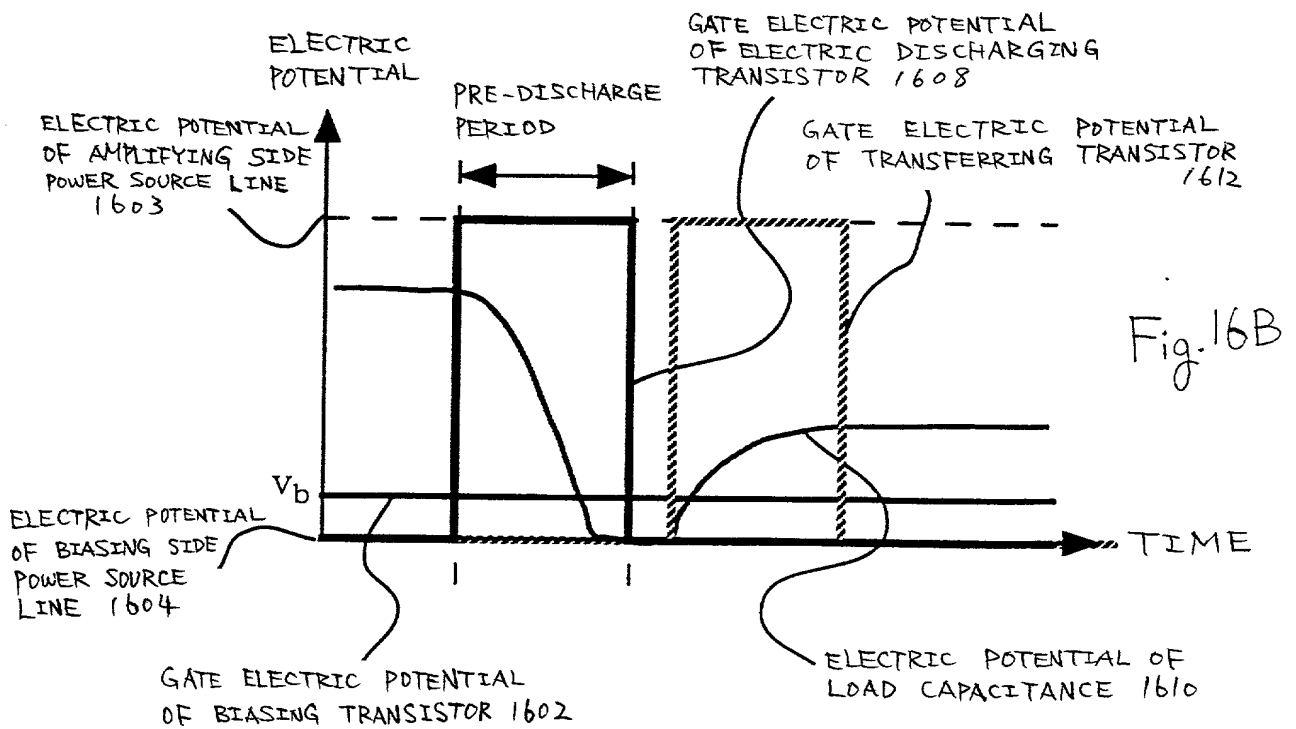 ELECTRIC
POTENTIAL
GATE ELECTRIC POTENTIAL
OF ELECTRIC DISCHARGING
TRANSISTOR 1608
PRE-DISCHARGE
PERIOD
ELECTRIC POTENTIAL
OF AMPLIFYING SIDE
POWER SOURCE LINE
1603
GATE ELECTRIC POTENTIAL
OF TRANSFERRING TRANSISTOR
1612
Fig. 16B
Vb
ELECTRIC POTENTIAL
OF BIASING SIDE
POWER SOURCE
LINE 1604
TIME
GATE ELECTRIC POTENTIAL
OF BIASING TRANSISTOR 1602
ELECTRIC POTENTIAL OF
LOAD CAPACITANCE 1610